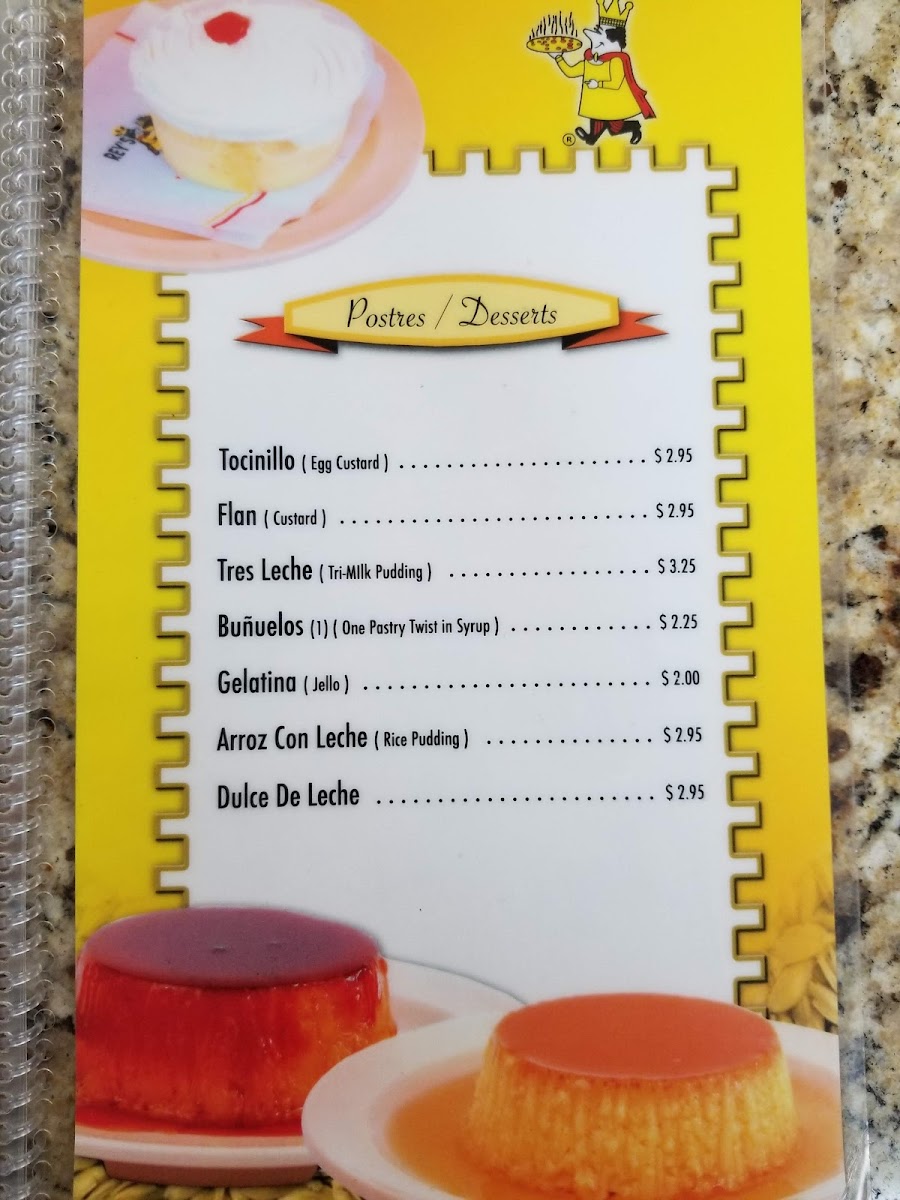 REY'S
®
Postres / Desserts
Tocinillo ( Egg Custard ) . . . . . . . . . . . . . . . . . . . . . . . . . $ 2.95
Flan ( Custard ) . . . . . . . . . . . . . . . . . . . . . . . . . . . . $ 2.95
Tres Leche ( Tri-MIlk Pudding ) . . . . . . . . . . . . . . . . . . $ 3.25
Buñuelos (1) ( One Pastry Twist in Syrup ) . . . . . . . . . . . . $ 2.25
Gelatina ( Jello ) . . . . . . . . . . . . . . . . . . . . . . . . . . $ 2.00
Arroz Con Leche ( Rice Pudding ) . . . . . . . . . . . . . . . $ 2.95
Dulce De Leche . . . . . . . . . . . . . . . . . . . . . . . . . $ 2.95